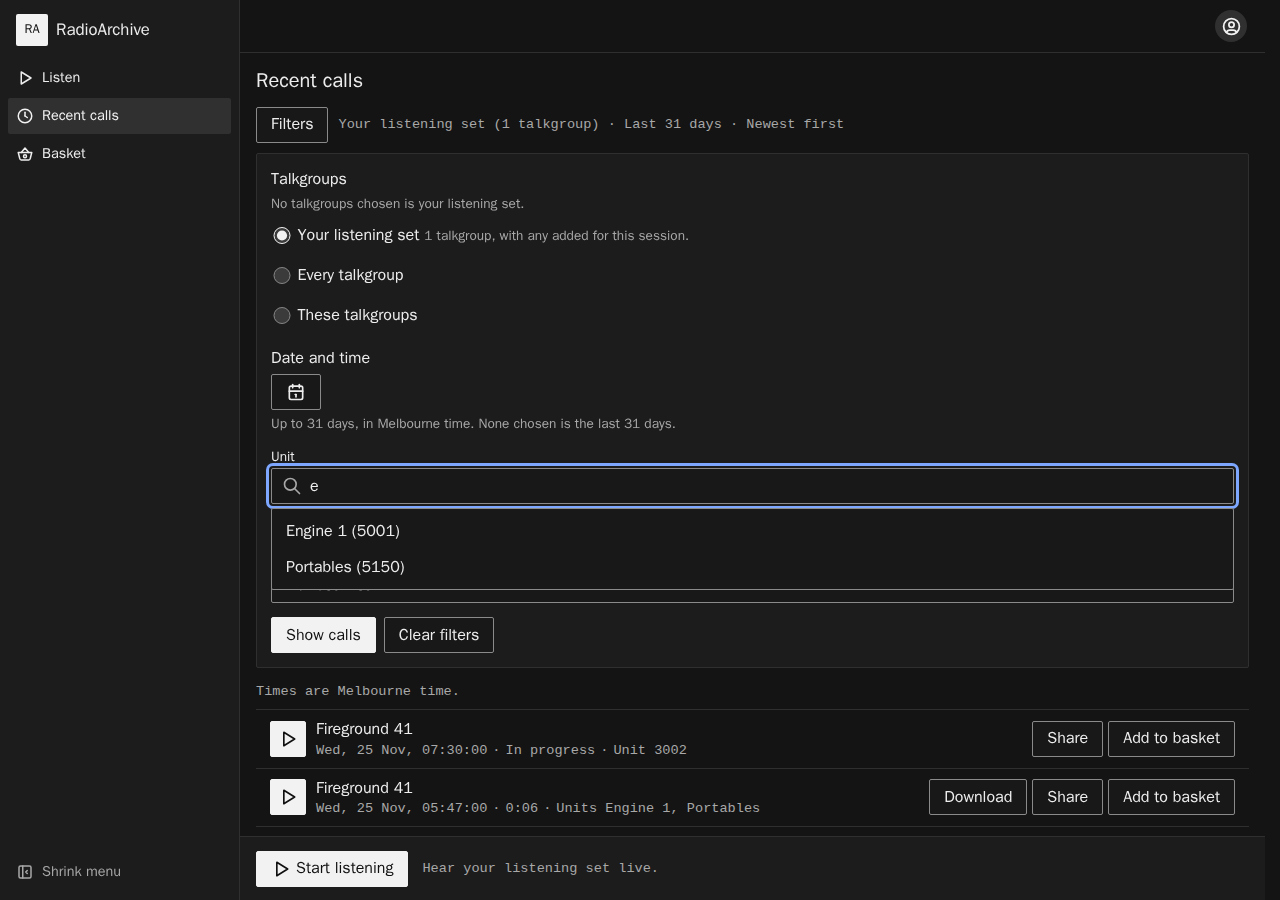 RA RadioArchive
Listen
Recent calls
Basket
Shrink menu
Recent calls
Filters Your listening set (1 talkgroup) · Last 31 days · Newest first
Talkgroups
No talkgroups chosen is your listening set.
Your listening set 1 talkgroup, with any added for this session.
Every talkgroup
These talkgroups
Date and time
Up to 31 days, in Melbourne time. None chosen is the last 31 days.
Unit
e
Engine 1 (5001)
Portables (5150)
Show calls Clear filters
Times are Melbourne time.
Fireground 41
Wed, 25 Nov, 07:30:00 · In progress · Unit 3002
Share Add to basket
Fireground 41
Wed, 25 Nov, 05:47:00 · 0:06 · Units Engine 1, Portables
Download Share Add to basket
Start listening Hear your listening set live.